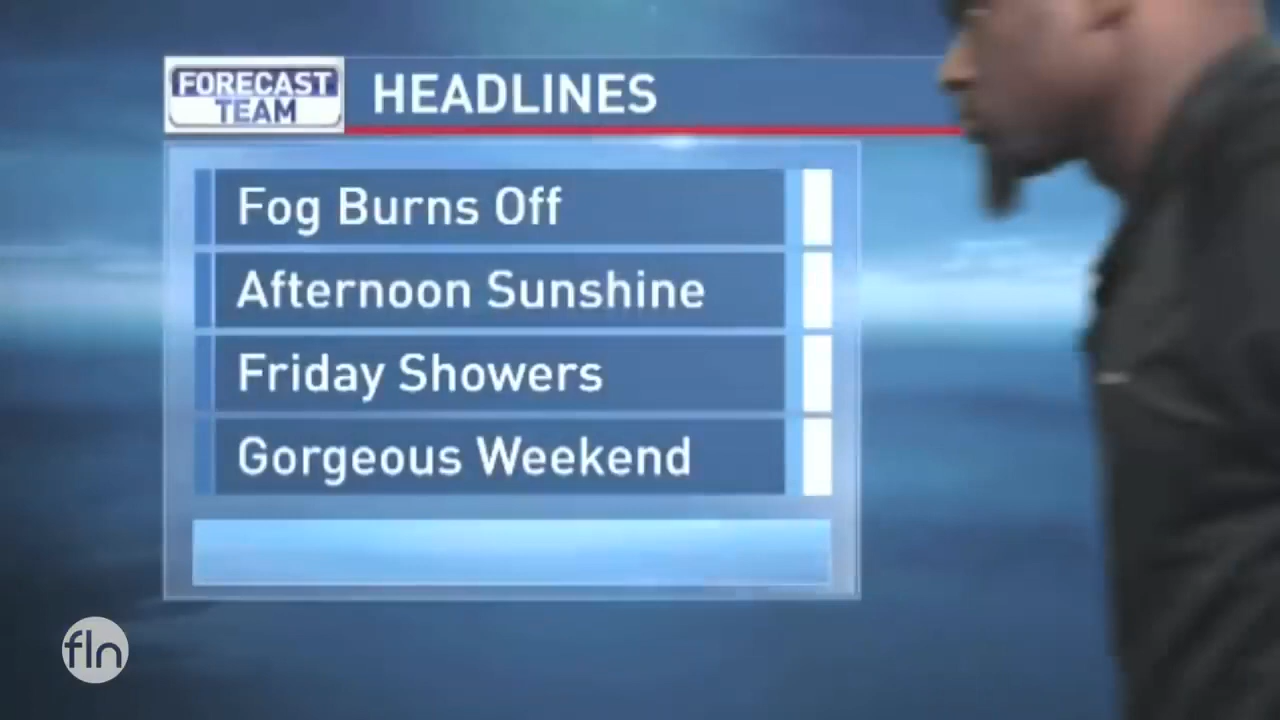 FORECAST
TEAM
HEADLINES
Fog Burns Off
Afternoon Sunshine
Friday Showers
Gorgeous Weekend
fln